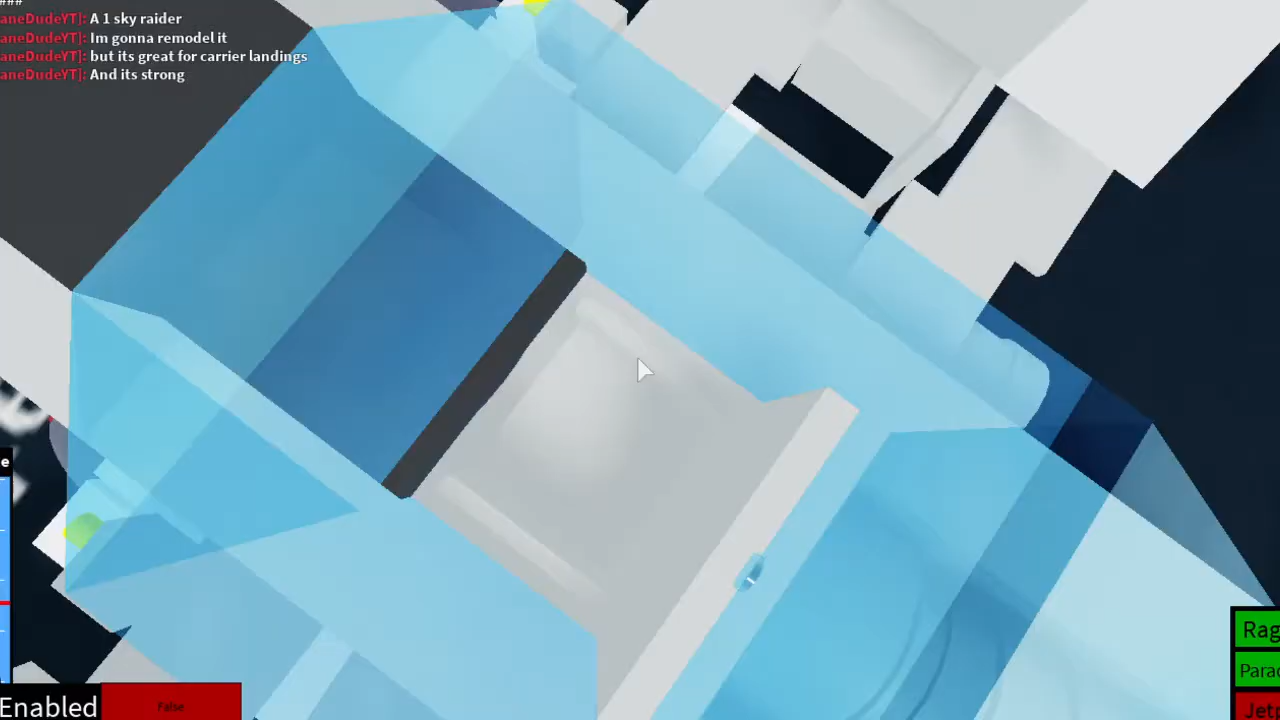 ###
aneDudeYT]: A 1 sky raider
aneDudeYT]: Im gonna remodel it
aneDudeYT]: but its great for carrier landings
aneDudeYT]: And its strong
e
Enabled
False
Rag
Parac
Jetp